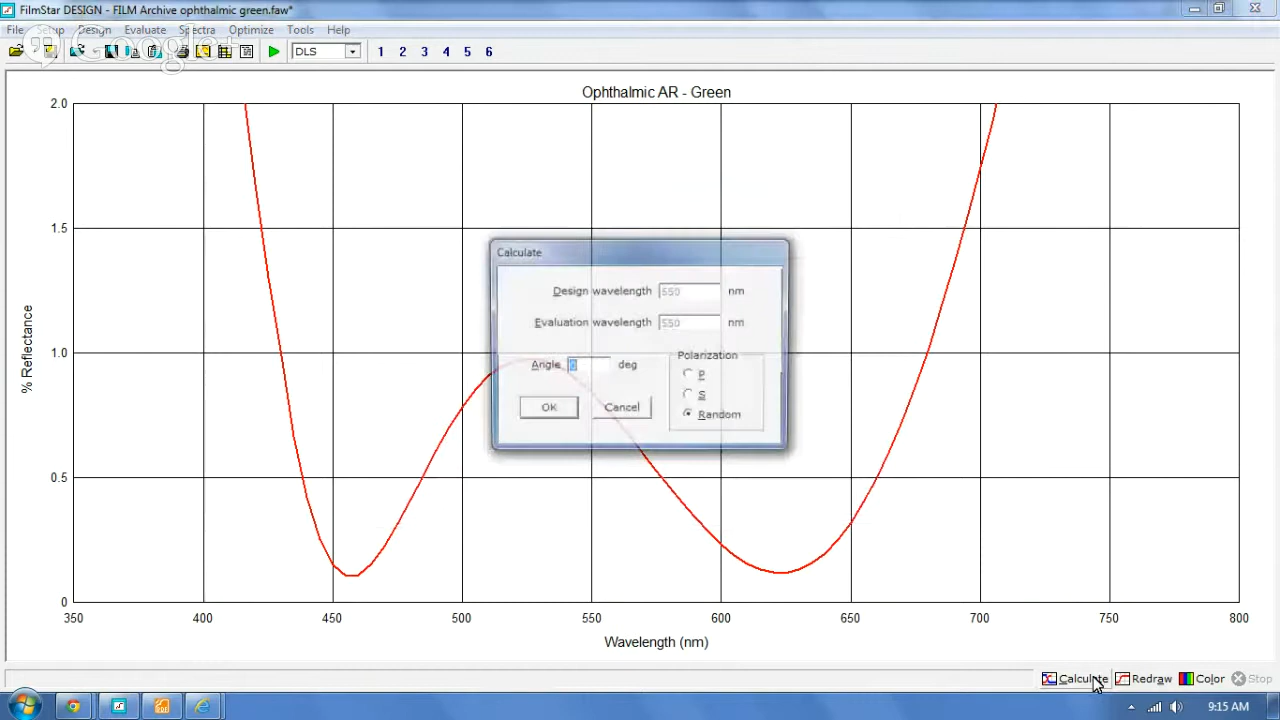 FilmStar DESIGN - FILM Archive ophthalmic green.faw*
File Setup Design Evaluate Spectra Optimize Tools Help
Google+
DLS 1 2 3 4 5 6
Ophthalmic AR - Green
2.0
1.5
1.0
0.5
0
% Reflectance
Calculate
Design wavelength 550 nm
Evaluation wavelength 550 nm
Angle 0 deg
Polarization
P
S
Random
OK Cancel
350 400 450 500 550 600 650 700 750 800
Wavelength (nm)
Calculate Redraw Color Stop
9:15 AM